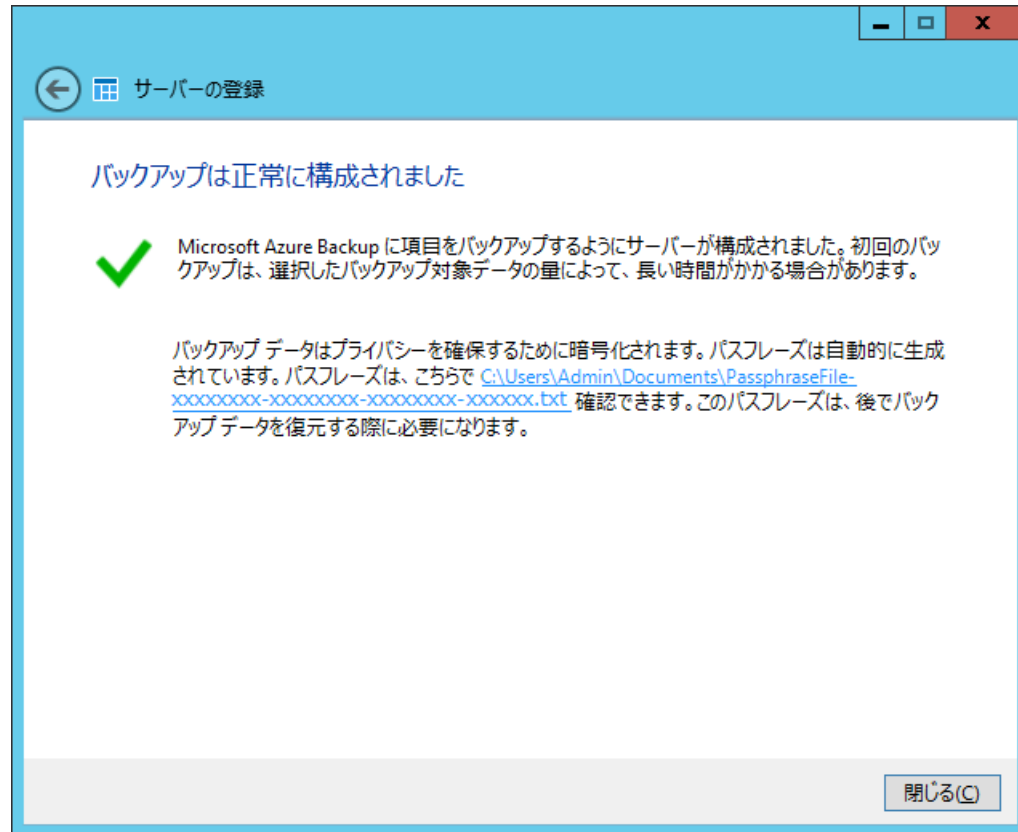 サーバーの登録
バックアップは正常に構成されました
Microsoft Azure Backup に項目をバックアップするようにサーバーが構成されました。初回のバッ
クアップは、選択したバックアップ対象データの量によって、長い時間がかかる場合があります。
バックアップ データはプライバシーを確保するために暗号化されます。パスフレーズは自動的に生成
されています。パスフレーズは、こちらで C:\Users\Admin\Documents\PassphraseFile-
xxxxxxxx-xxxxxxxx-xxxxxxxx-xxxxxx.txt 確認できます。このパスフレーズは、後でバック
アップ データを復元する際に必要になります。
閉じる(C)